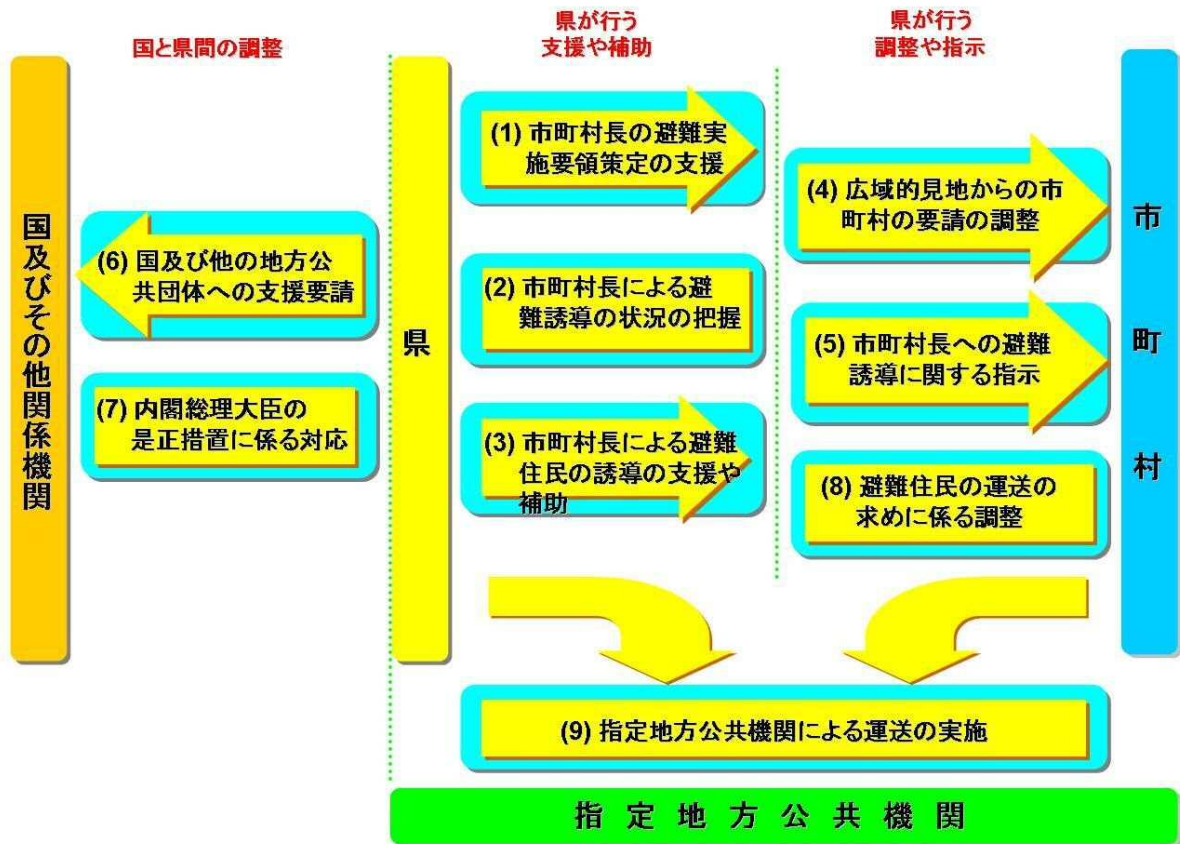 国と県間の調整
県が行う
支援や補助
県が行う
調整や指示
国及びその他関係機関
県
市町村
(1) 市町村長の避難実
施要領策定の支援
(2) 市町村長による避
難誘導の状況の把握
(3) 市町村長による避難
住民の誘導の支援や
補助
(4) 広域的見地からの市
町村の要請の調整
(5) 市町村長への避難
誘導に関する指示
(6) 国及び他の地方公
共団体への支援要請
(7) 内閣総理大臣の
是正措置に係る対応
(8) 避難住民の運送の
求めに係る調整
(9) 指定地方公共機関による運送の実施
指定地方公共機関